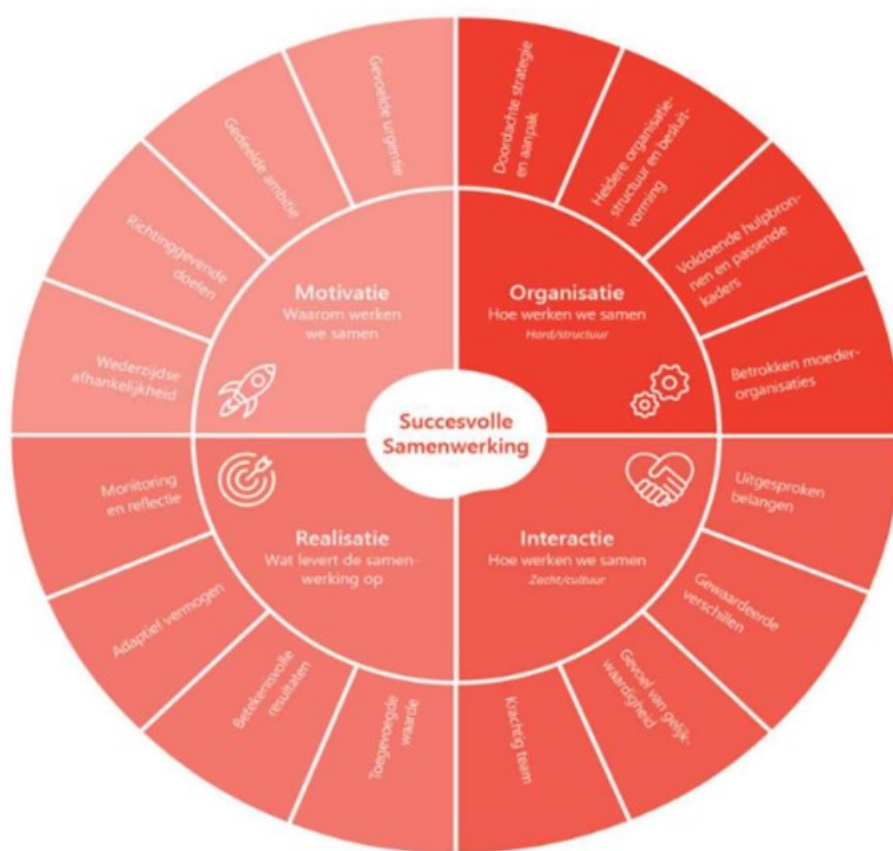 Gevoelde urgentie
Gedeelde ambitie
Richtinggevende
doelen
Wederzijdse
afhankelijkheid
Motivatie
Waarom werken
we samen
Doordachte strategie
en aanpak
Heldere organisatie-
structuur en besluit-
vorming
Voldoende hulpbron-
nen en passende
kaders
Betrokken moeder-
organisaties
Organisatie
Hoe werken we samen
Hard/structuur
Succesvolle
Samenwerking
Monitoring
en reflectie
Adaptief vermogen
Betekenisvolle
resultaten
Toegevoegde
waarde
Realisatie
Wat levert de samen-
werking op
Interactie
Hoe werken we samen
Zacht/cultuur
Uitgesproken
belangen
Gewaardeerde
verschillen
Gevoel van gelijk-
waardigheid
Krachtig team